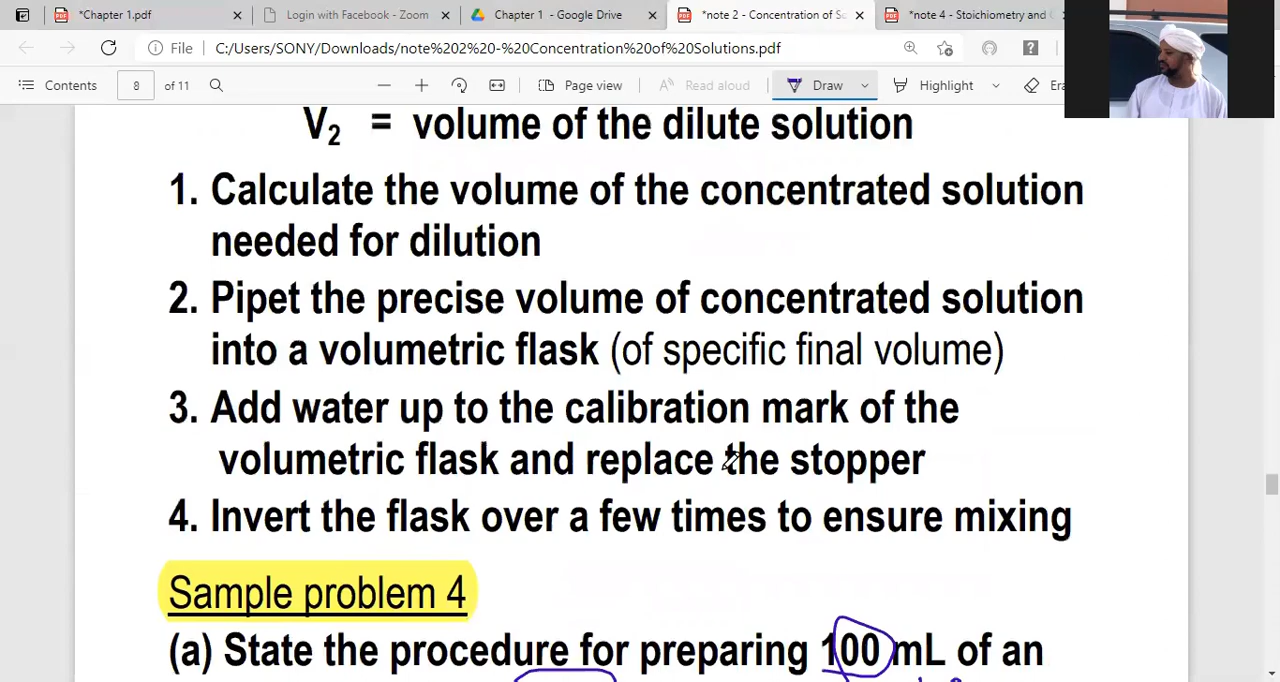 *Chapter 1.pdf
Login with Facebook - Zoom
Chapter 1 - Google Drive
*note 2 - Concentration of S
*note 4 - Stoichiometry and
File C:/Users/SONY/Downloads/note%202%20-%20Concentration%20of%20Solutions.pdf
Contents 8 of 11 Page view Read aloud Draw Highlight Era
V₂ = volume of the dilute solution
1. Calculate the volume of the concentrated solution
needed for dilution
2. Pipet the precise volume of concentrated solution
into a volumetric flask (of specific final volume)
3. Add water up to the calibration mark of the
volumetric flask and replace the stopper
4. Invert the flask over a few times to ensure mixing
Sample problem 4
(a) State the procedure for preparing 100 mL of an